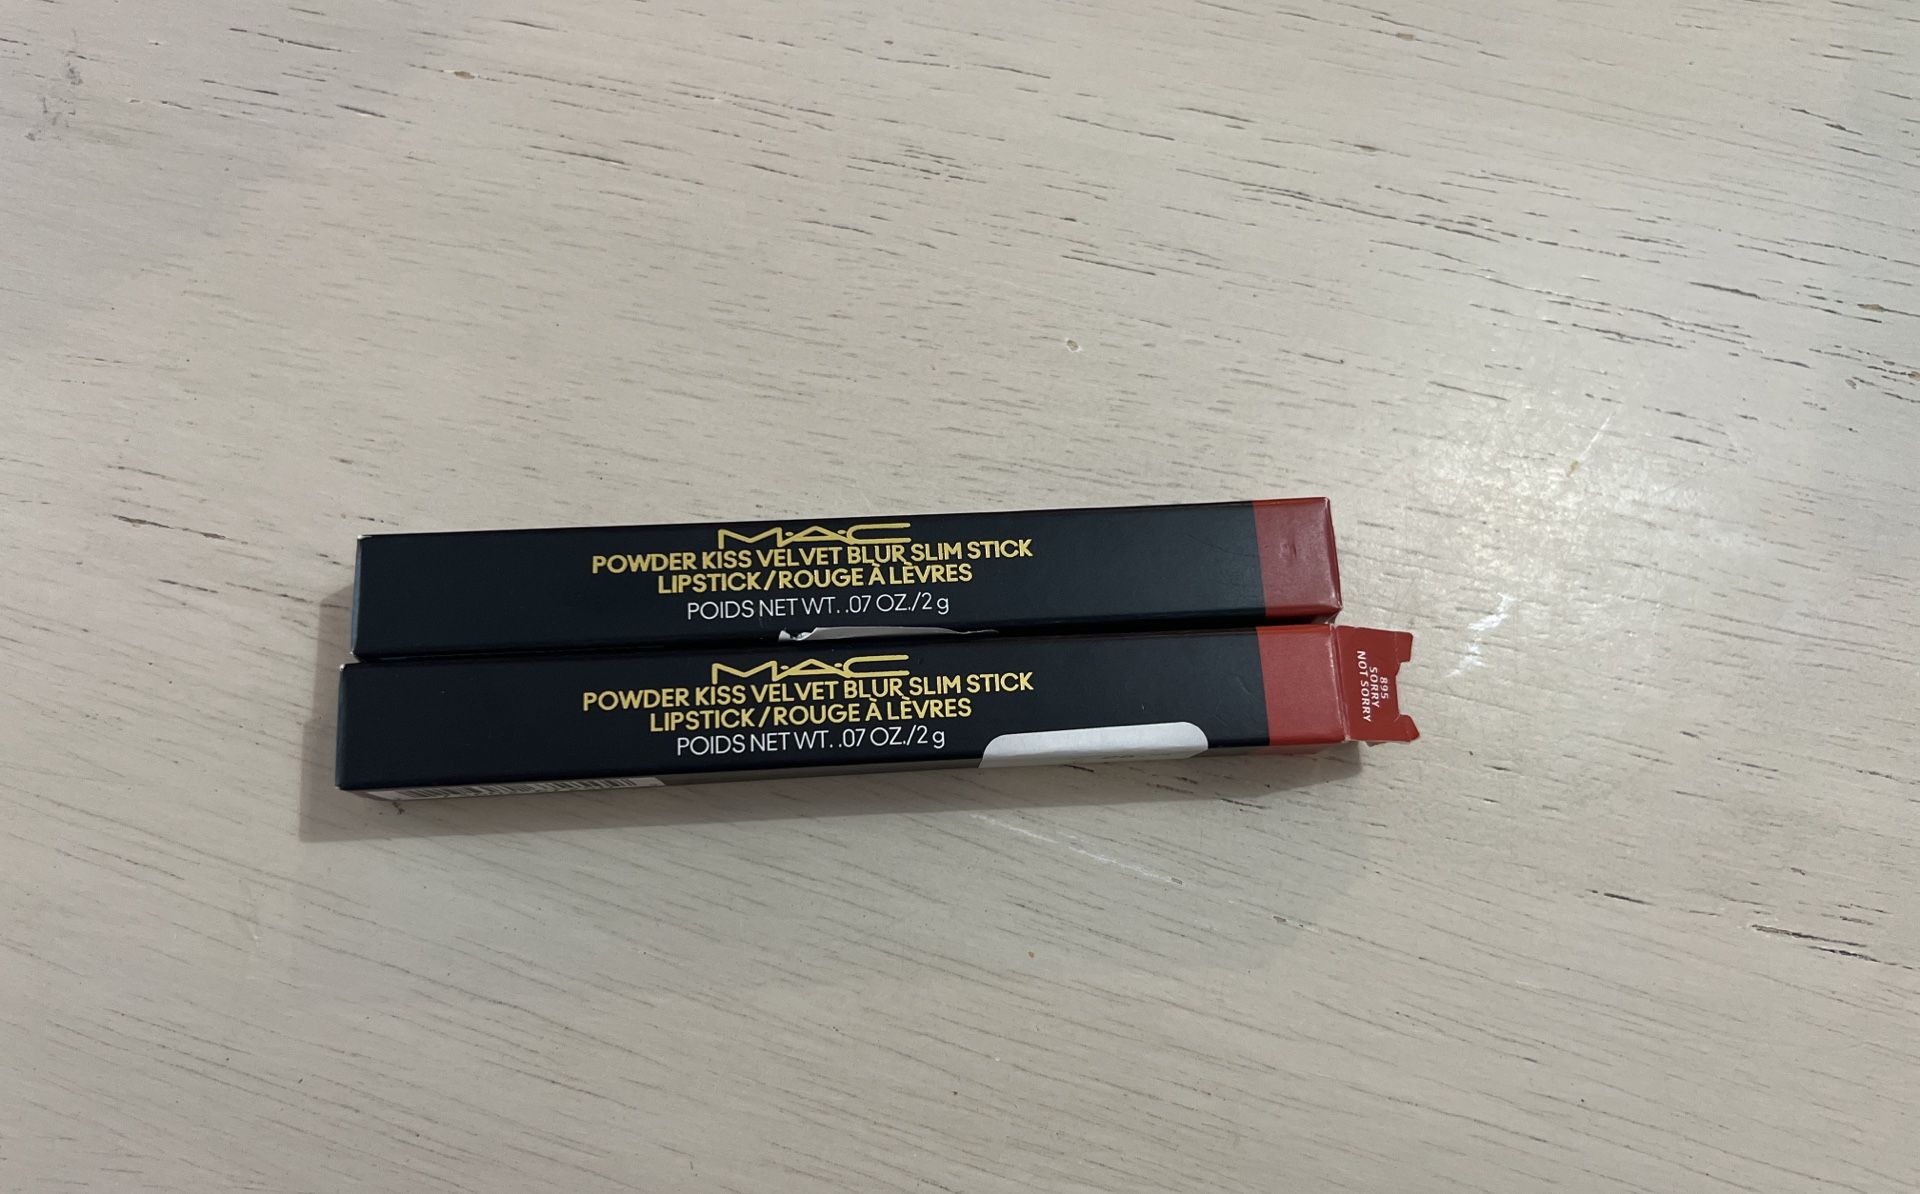 M·A·C
POWDER KISS VELVET BLUR SLIM STICK
LIPSTICK/ROUGE À LÈVRES
POIDS NET WT. .07 OZ./2 g
M·A·C
POWDER KISS VELVET BLUR SLIM STICK
LIPSTICK/ROUGE À LÈVRES
POIDS NET WT. .07 OZ./2 g
895
SORRY
NOT SORRY